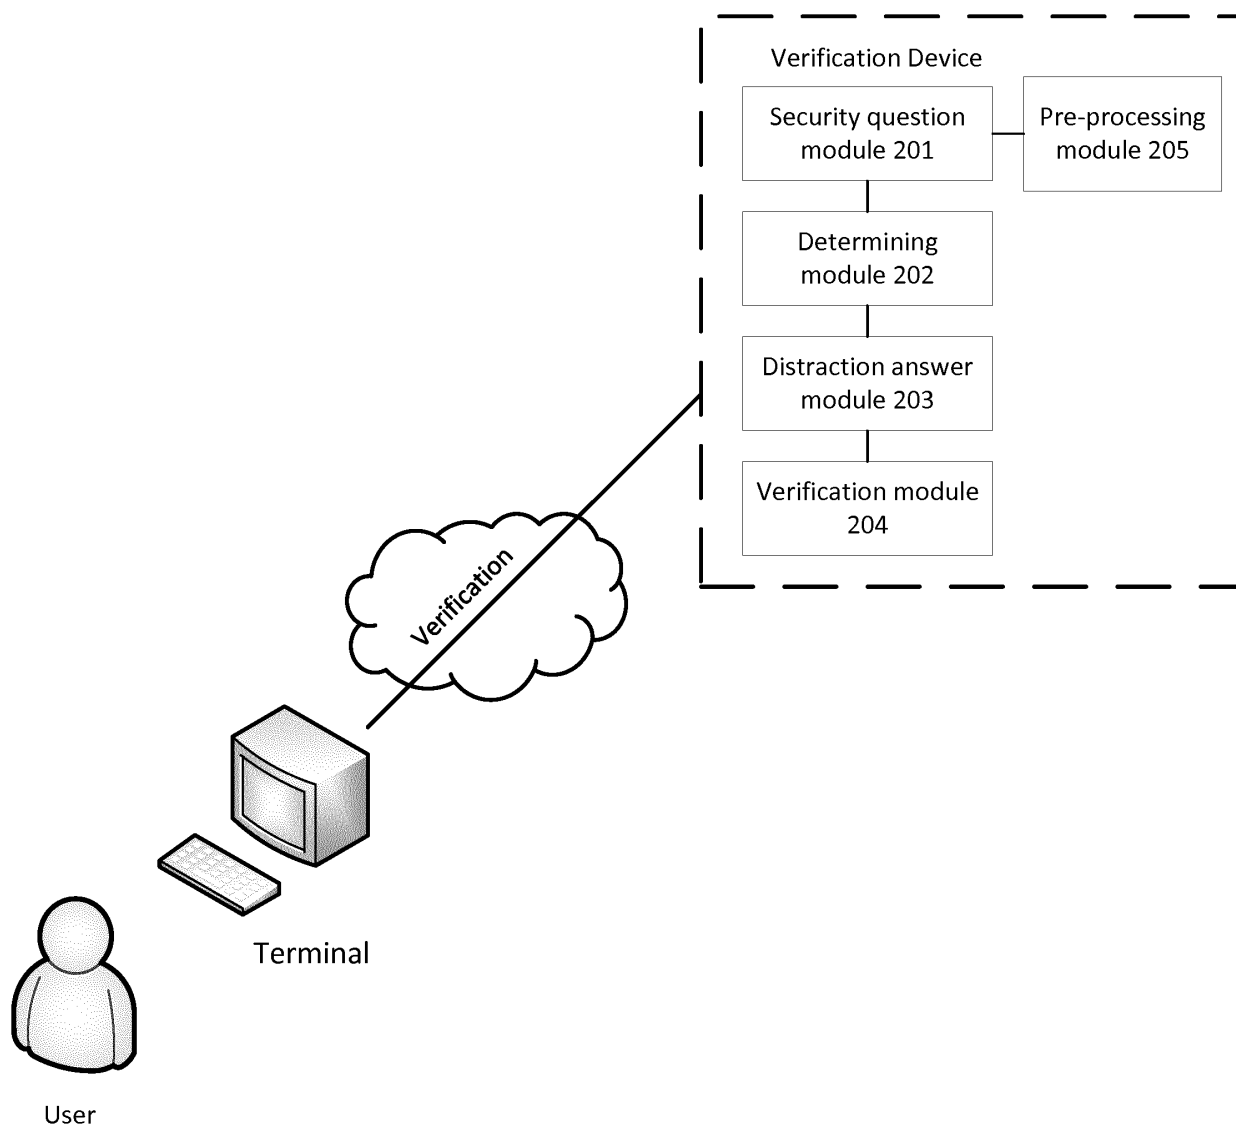 Verification Device
Security question
module 201
Pre-processing
module 205
Determining
module 202
Distraction answer
module 203
Verification module
204
Verification
Terminal
User